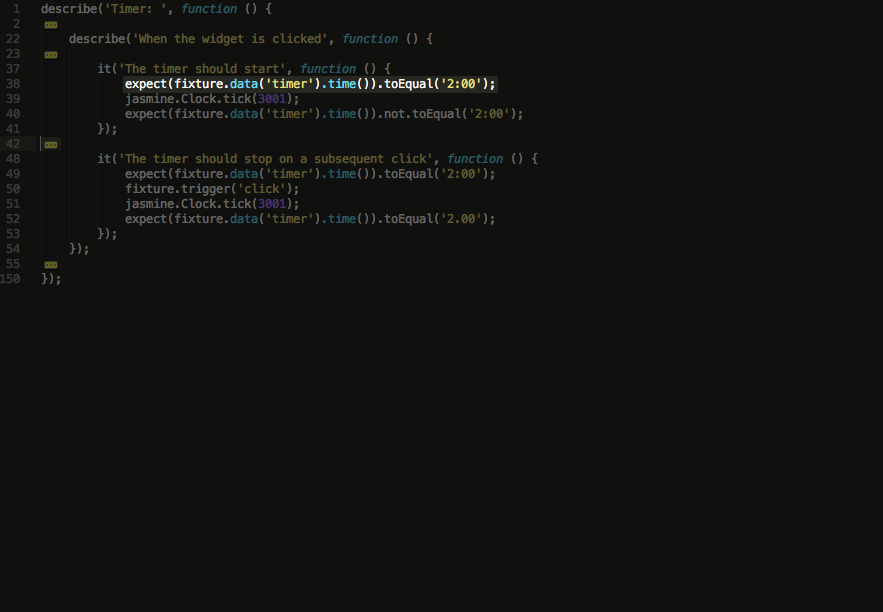 1 describe('Timer: ', function () {
2 ...
22 describe('When the widget is clicked', function () {
23 ...
37 it('The timer should start', function () {
38 expect(fixture.data('timer').time()).toEqual('2:00');
39 jasmine.Clock.tick(3001);
40 expect(fixture.data('timer').time()).not.toEqual('2:00');
41 });
42 ...
48 it('The timer should stop on a subsequent click', function () {
49 expect(fixture.data('timer').time()).toEqual('2:00');
50 fixture.trigger('click');
51 jasmine.Clock.tick(3001);
52 expect(fixture.data('timer').time()).toEqual('2.00');
53 });
54 });
55 ...
150 });